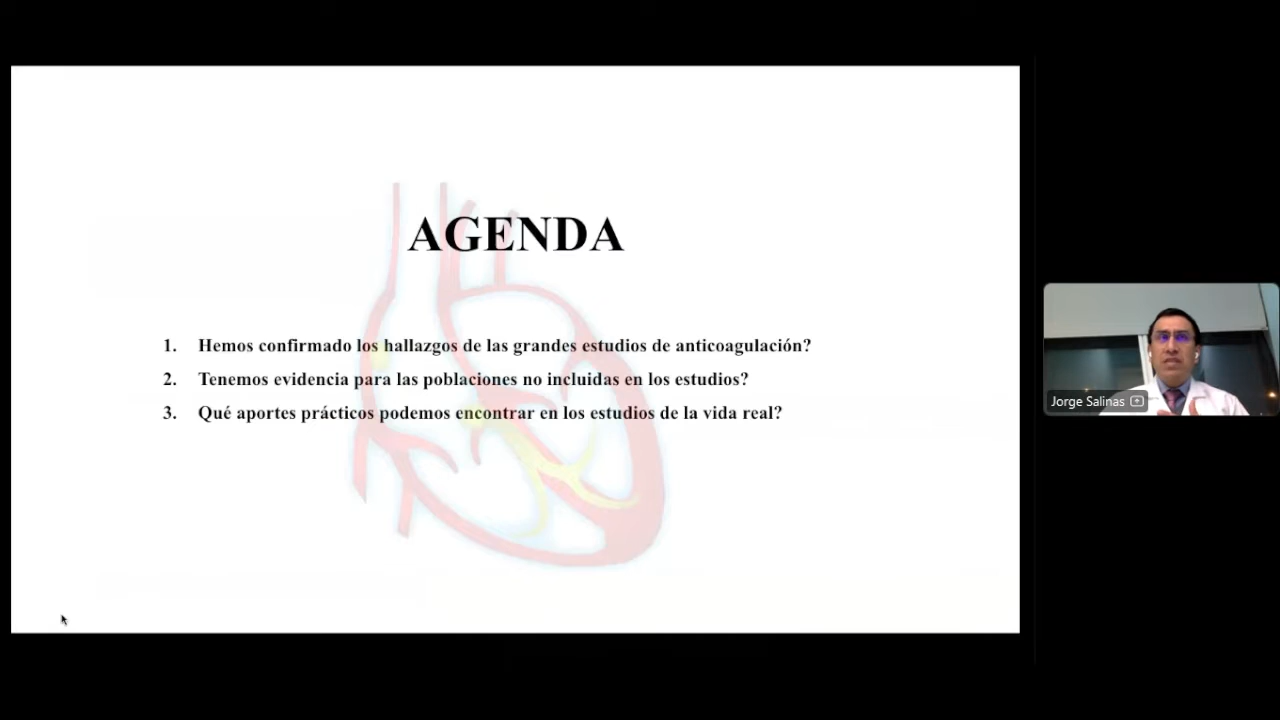 AGENDA
1. Hemos confirmado los hallazgos de las grandes estudios de anticoagulación?
2. Tenemos evidencia para las poblaciones no incluidas en los estudios?
3. Qué aportes prácticos podemos encontrar en los estudios de la vida real?
Jorge Salinas